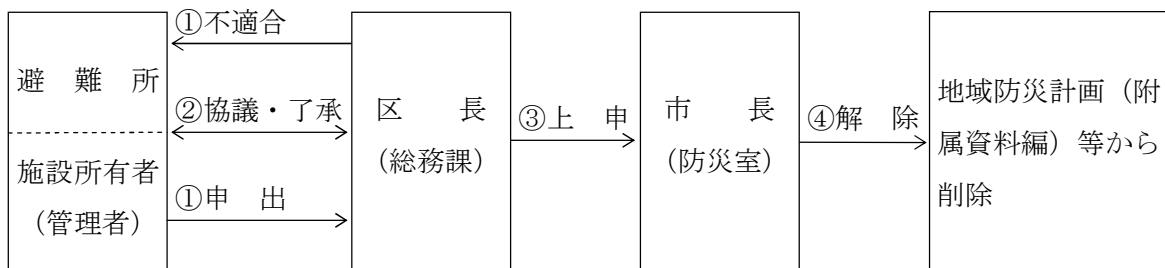 避 難 所
施設所有者
（管理者）
①不適合
②協議・了承
①申 出
区 長
（総務課）
③上 申
市 長
（防災室）
④解 除
地域防災計画（附
属資料編）等から
削除